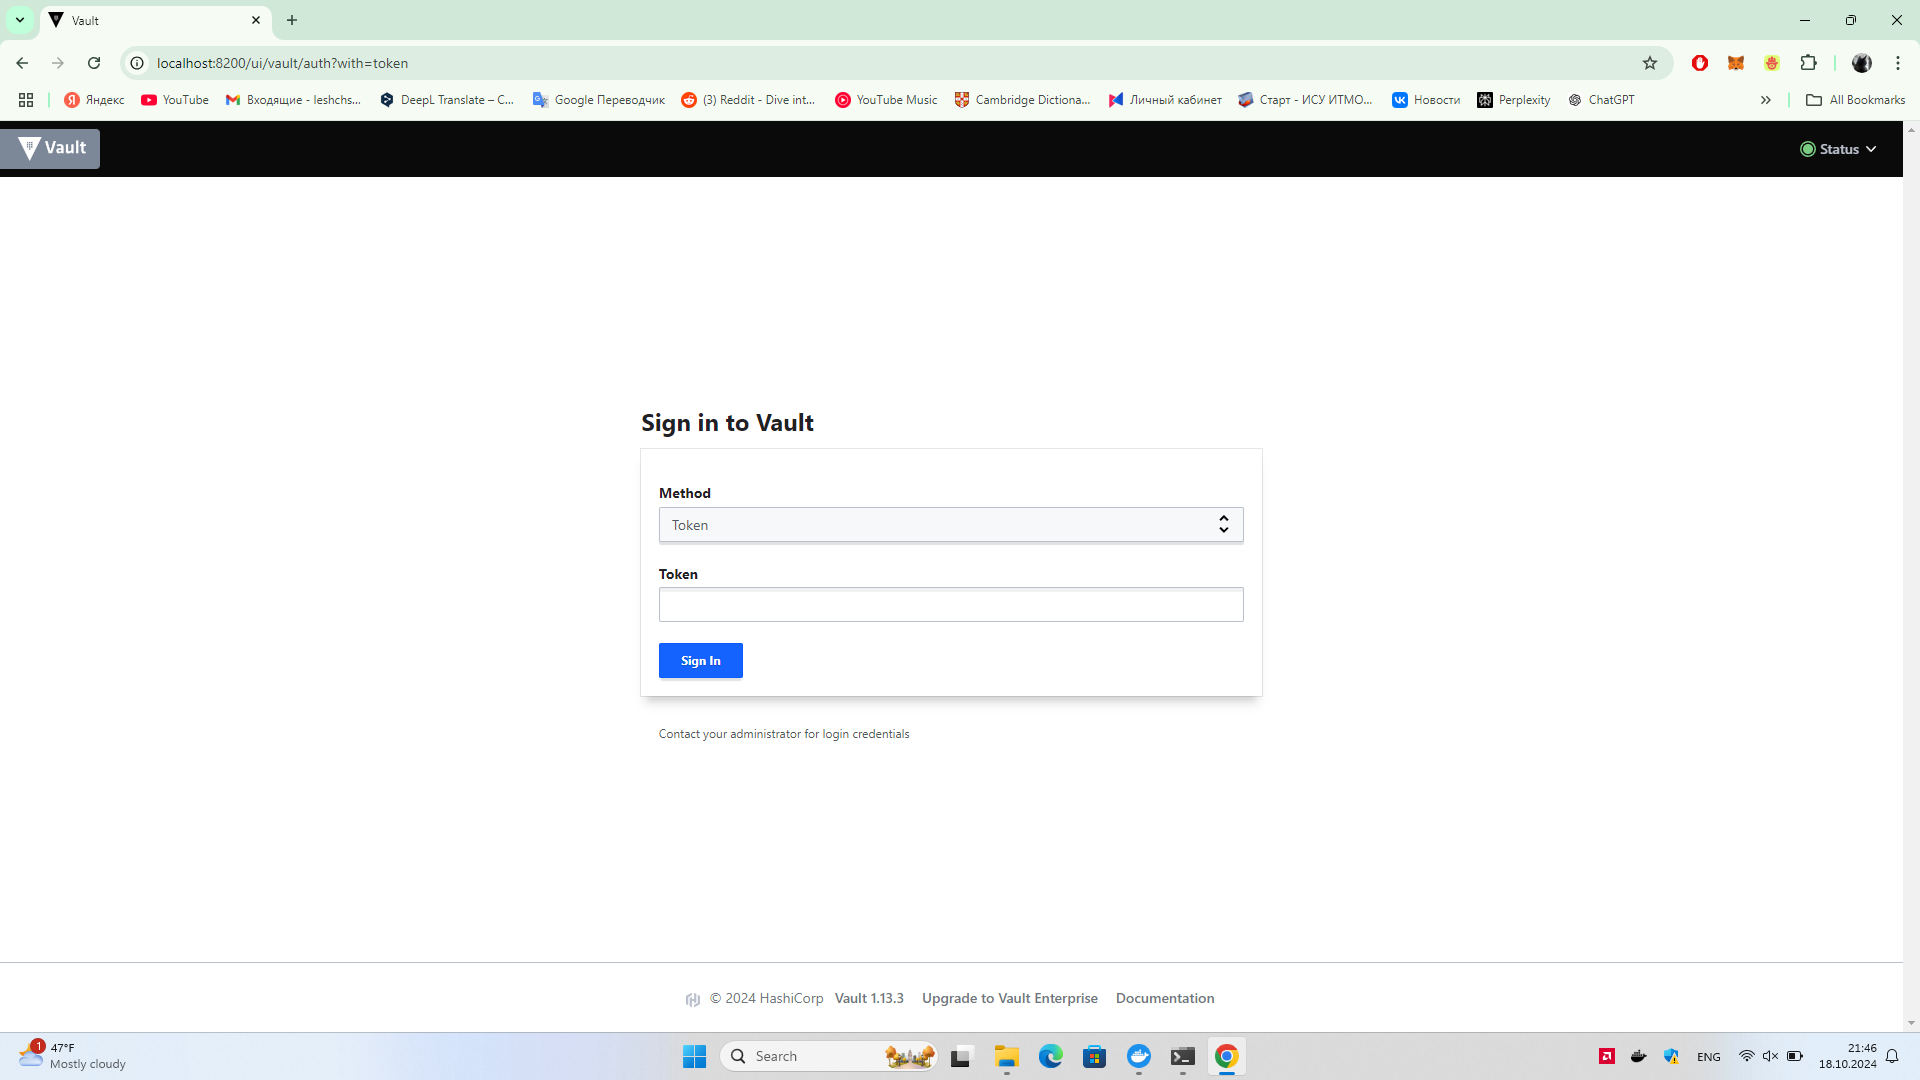 Vault
localhost:8200/ui/vault/auth?with=token
Яндекс
YouTube
Входящие - leshchs...
DeepL Translate – C...
Google Переводчик
(3) Reddit - Dive int...
YouTube Music
Cambridge Dictiona...
Личный кабинет
Старт - ИСУ ИТМО...
Новости
Perplexity
ChatGPT
All Bookmarks
Vault
Status
Sign in to Vault
Method
Token
Token
Sign In
Contact your administrator for login credentials
© 2024 HashiCorp Vault 1.13.3 Upgrade to Vault Enterprise Documentation
1
47°F
Mostly cloudy
Search
ENG
21:46
18.10.2024